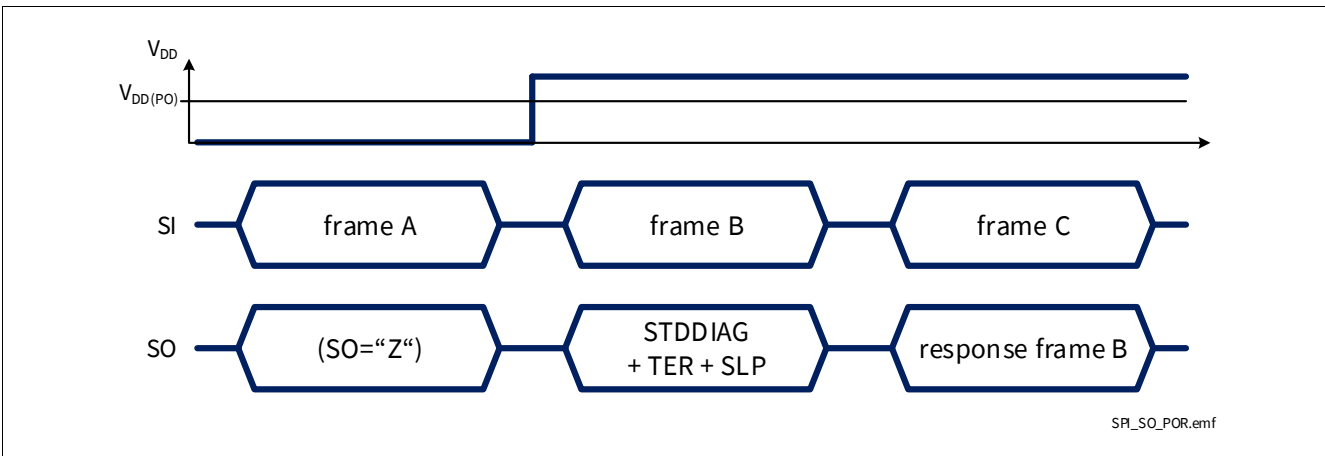 VDD
VDD(PO)
SI
frame A
frame B
frame C
SO
(SO=“Z“)
STDDIAG
+ TER + SLP
response frame B
SPI_SO_POR.emf